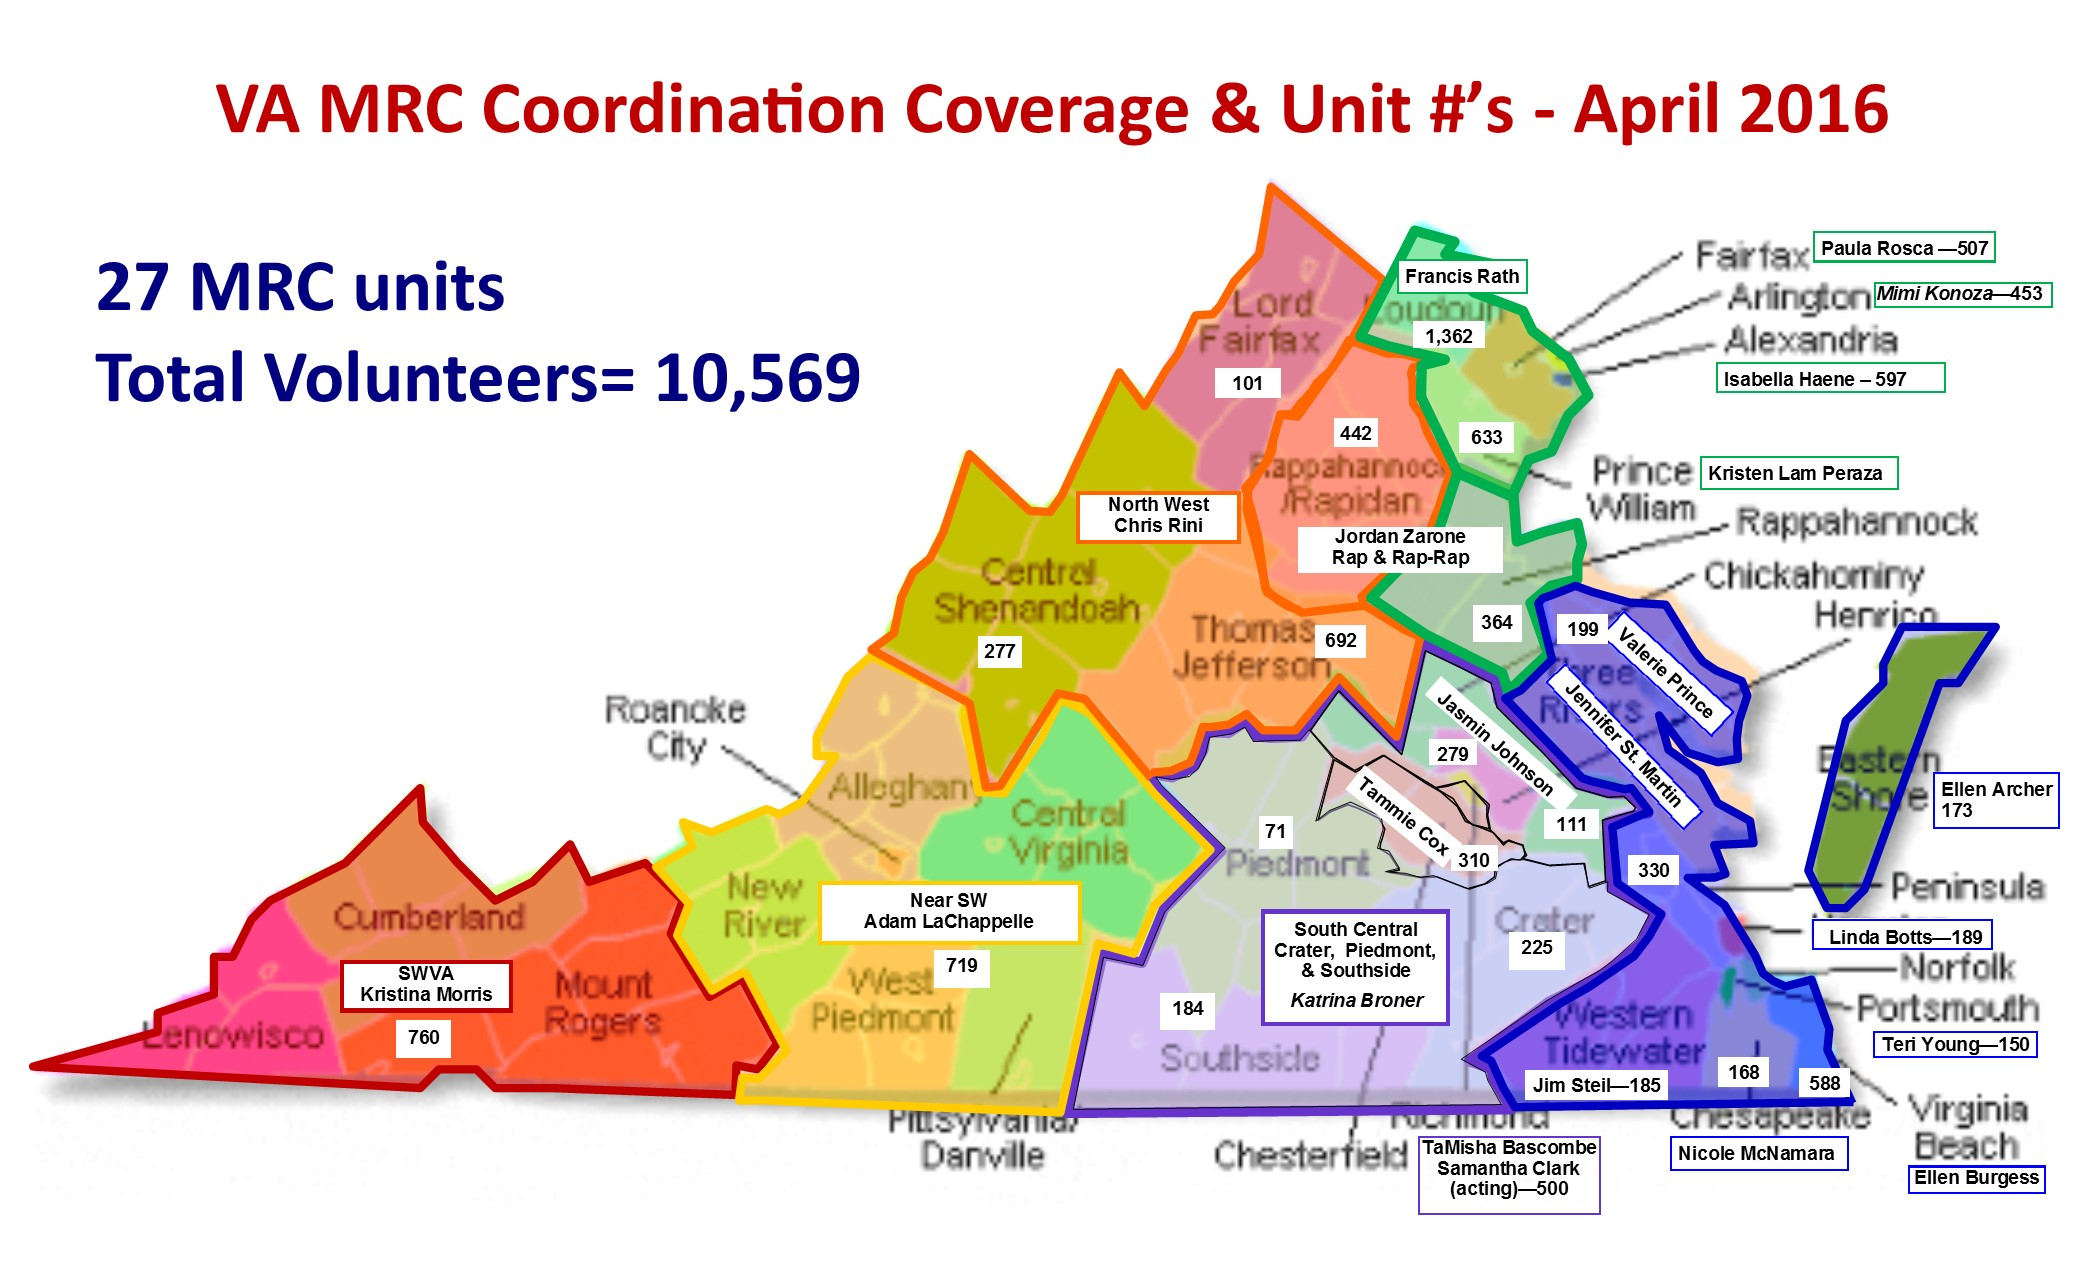 VA MRC Coordination Coverage & Unit #’s - April 2016
27 MRC units
Total Volunteers= 10,569
Fairfax
Paula Rosca —507
Francis Rath
Loudoun
1,362
Arlington
Mimi Konoza—453
Alexandria
Isabella Haene – 597
Lord
Fairfax
101
442
Rappahannock
/Rapidan
633
Prince
William
Kristen Lam Peraza
North West
Chris Rini
Jordan Zarone
Rap & Rap-Rap
Rappahannock
Chickahominy
Henrico
Central
Shenandoah
277
Thomas
Jefferson
692
364
199
Valerie Prince
Three
Rivers
Jennifer St. Martin
Jasmin Johnson
279
111
Tammie Cox
310
Roanoke
City
Alleghany
Central
Virginia
71
Piedmont
330
Eastern
Shore
Ellen Archer
173
Peninsula
Linda Botts—189
Cumberland
New
River
Near SW
Adam LaChappelle
719
West
Piedmont
South Central
Crater, Piedmont,
& Southside
Katrina Broner
Crater
225
Norfolk
Portsmouth
Teri Young—150
SWVA
Kristina Morris
760
Mount
Rogers
Lenowisco
184
Southside
Western
Tidewater
Jim Steil—185
168
588
Pittsylvania/
Danville
Chesterfield
Richmond
TaMisha Bascombe
Samantha Clark
(acting)—500
Chesapeake
Nicole McNamara
Virginia
Beach
Ellen Burgess